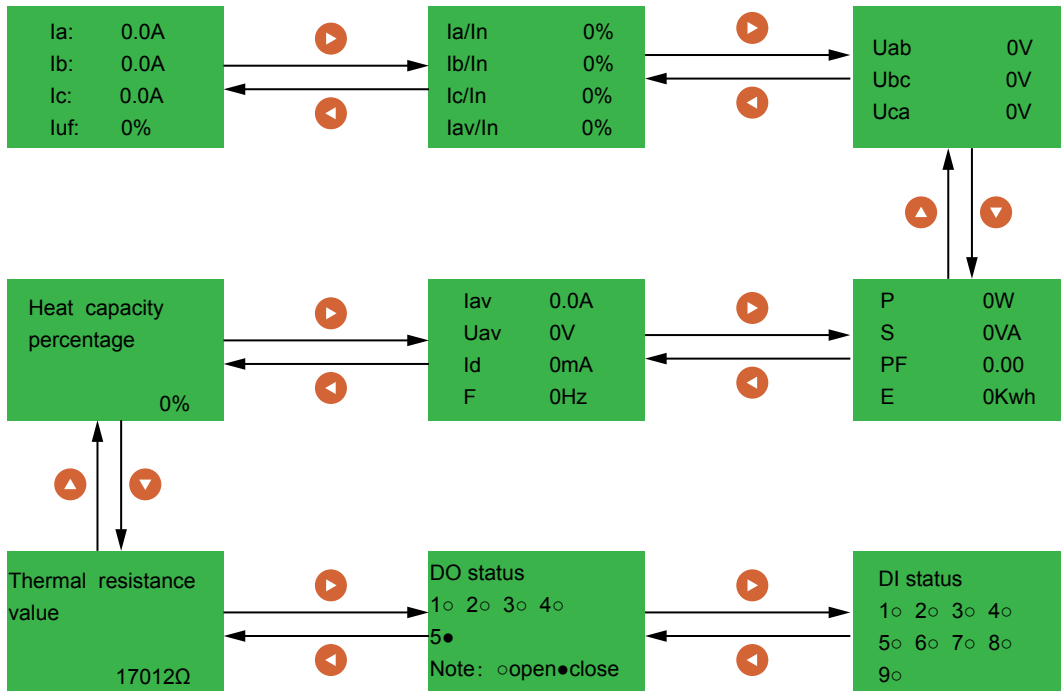 Ia: 0.0A
Ib: 0.0A
Ic: 0.0A
Iuf: 0%
Ia/In 0%
Ib/In 0%
Ic/In 0%
Iav/In 0%
Uab 0V
Ubc 0V
Uca 0V
Heat capacity
percentage
0%
Iav 0.0A
Uav 0V
Id 0mA
F 0Hz
P 0W
S 0VA
PF 0.00
E 0Kwh
Thermal resistance
value
17012Ω
DO status
1○ 2○ 3○ 4○
5●
Note: ○open●close
DI status
1○ 2○ 3○ 4○
5○ 6○ 7○ 8○
9○